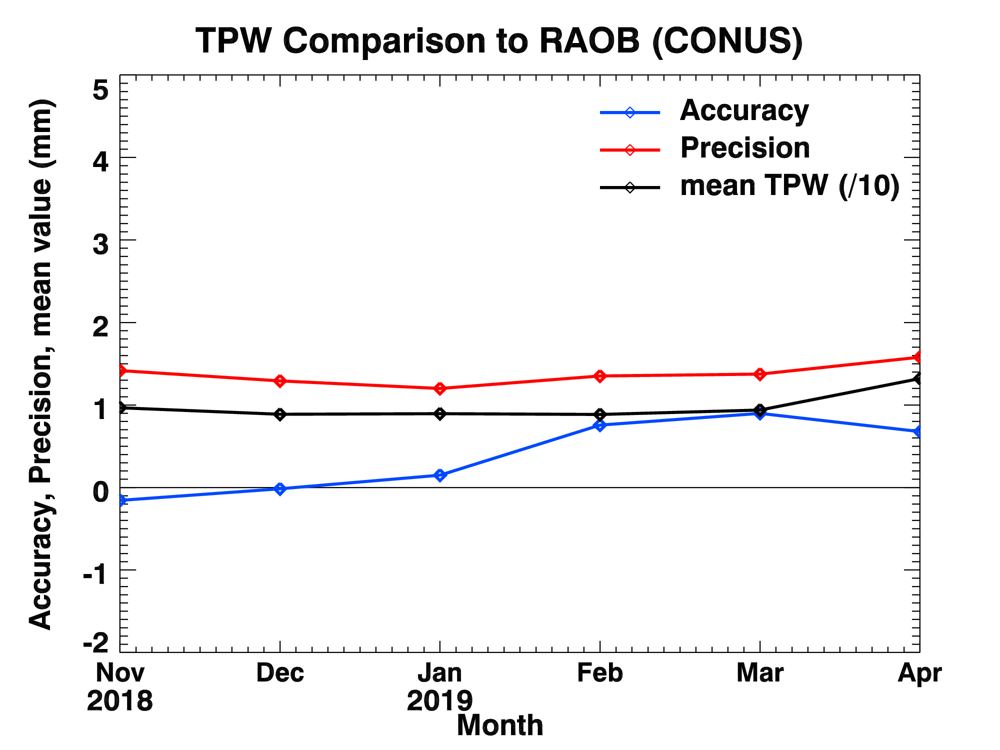 TPW Comparison to RAOB (CONUS)
Accuracy, Precision, mean value (mm)
5
4
3
2
1
0
-1
-2
Accuracy
Precision
mean TPW (/10)
Nov Dec Jan Feb Mar Apr
2018 2019
Month